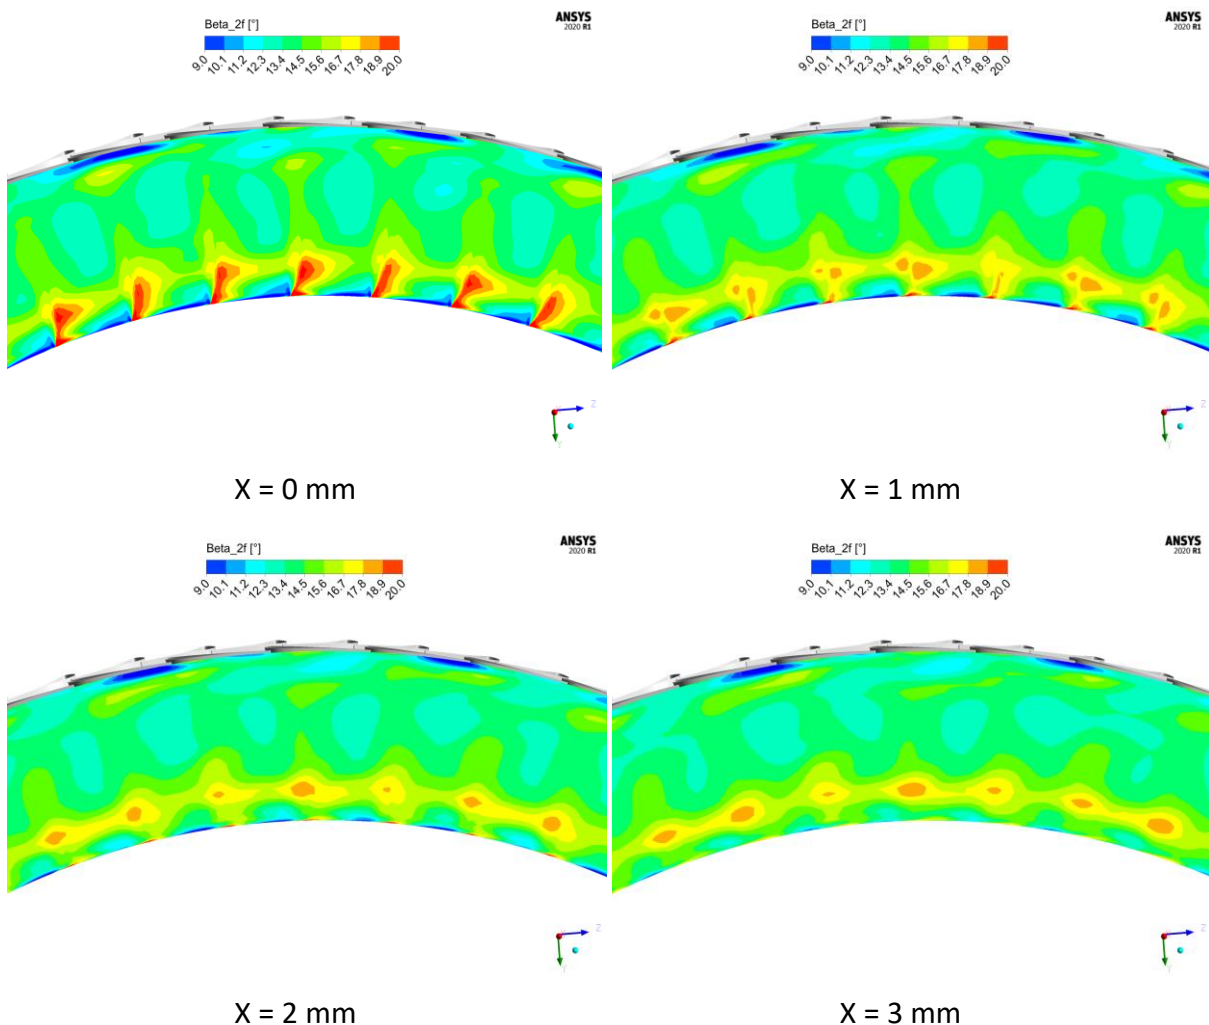 Beta_2f [°]
ANSYS
2020 R1
9.0 10.1 11.2 12.3 13.4 14.5 15.6 16.7 17.8 18.9 20.0
Z
X = 0 mm
Beta_2f [°]
ANSYS
2020 R1
9.0 10.1 11.2 12.3 13.4 14.5 15.6 16.7 17.8 18.9 20.0
Z
X = 1 mm
Beta_2f [°]
ANSYS
2020 R1
9.0 10.1 11.2 12.3 13.4 14.5 15.6 16.7 17.8 18.9 20.0
Z
X = 2 mm
Beta_2f [°]
ANSYS
2020 R1
9.0 10.1 11.2 12.3 13.4 14.5 15.6 16.7 17.8 18.9 20.0
Z
X = 3 mm